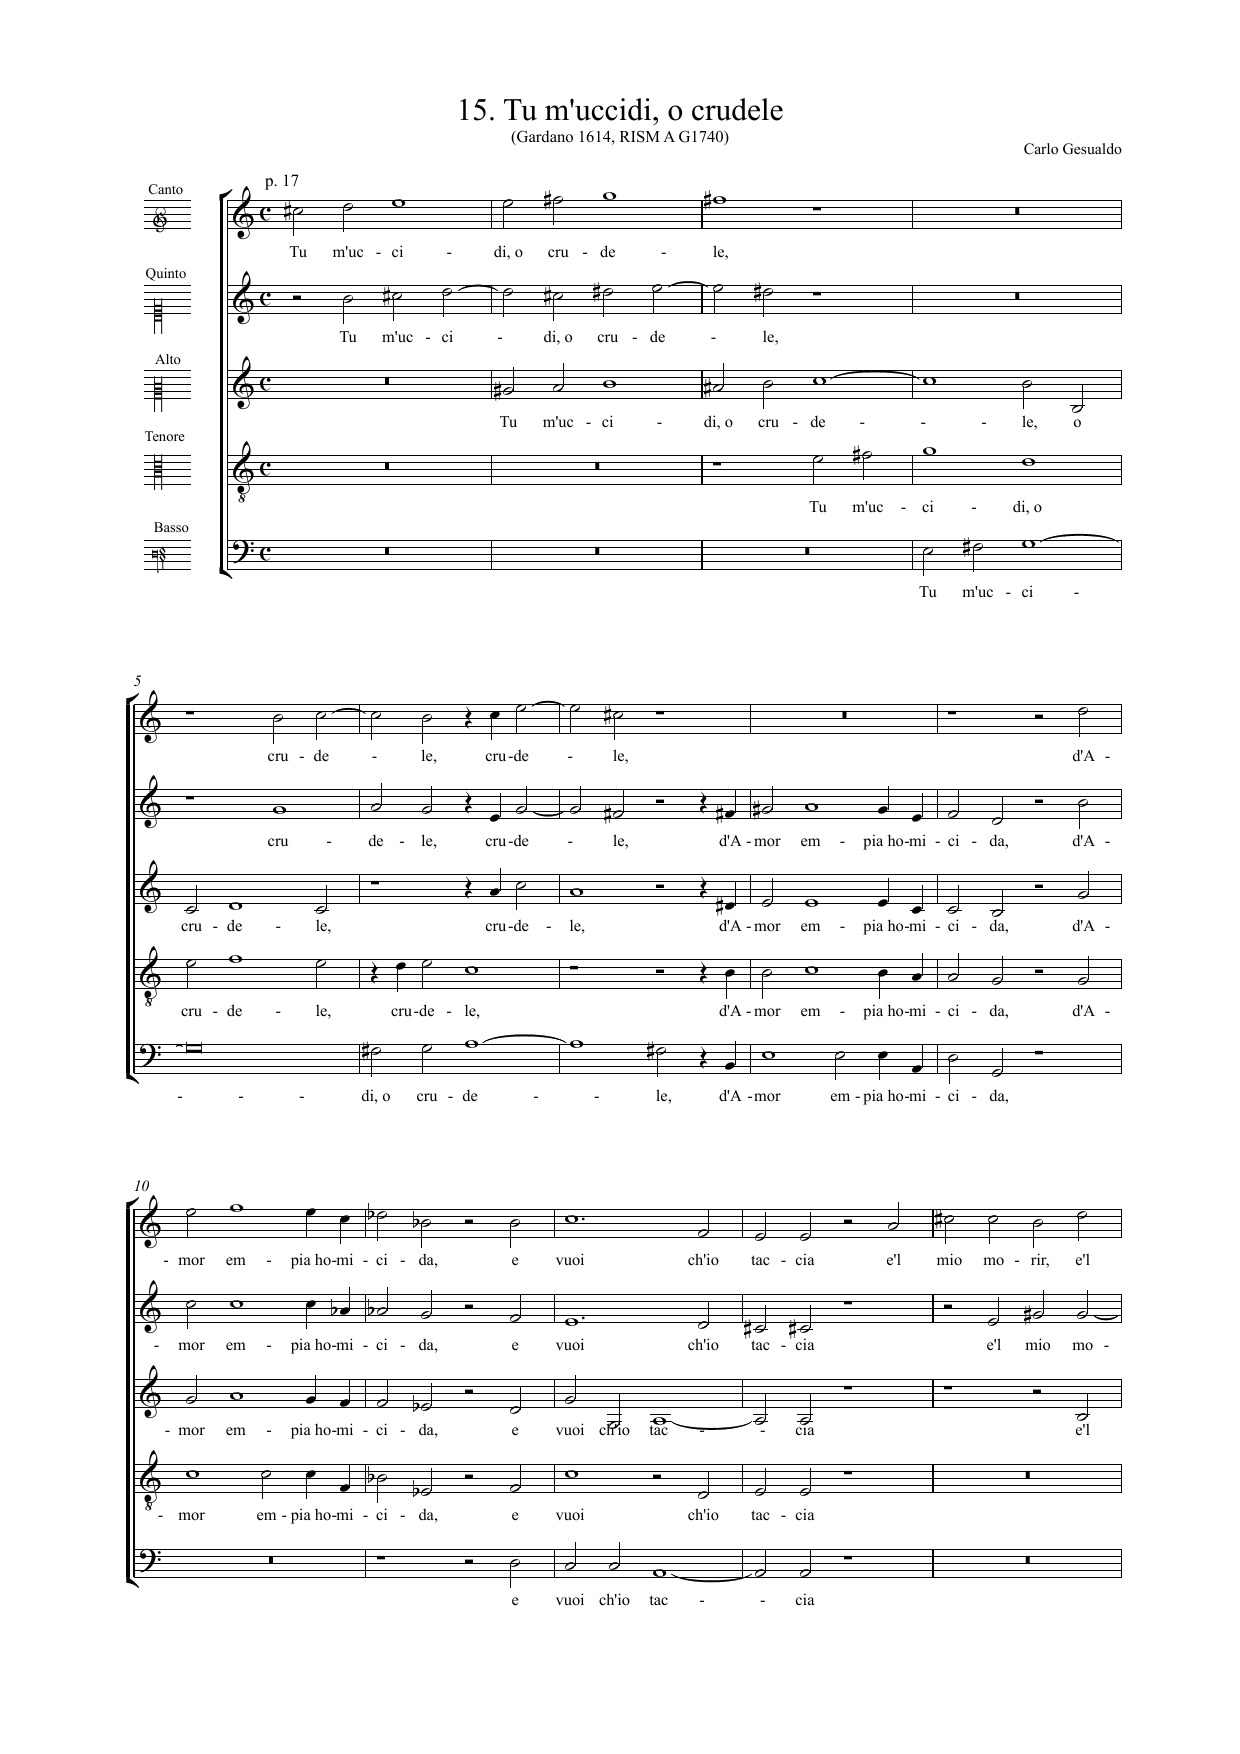 15. Tu m'uccidi, o crudele
(Gardano 1614, RISM A G1740)
Carlo Gesualdo
p. 17
Canto
Tu m'uc - ci - di, o cru - de - le,
Quinto
Tu m'uc - ci - di, o cru - de - le,
Alto
Tu m'uc - ci - di, o cru - de - - - le, o
Tenore
Tu m'uc - ci - di, o
Basso
Tu m'uc - ci -
5
cru - de - le, cru-de - le, d'A -
cru - de - le, cru-de - le, d'A -mor em - pia ho-mi - ci - da, d'A -
cru - de - le, cru-de - le, d'A -mor em - pia ho-mi - ci - da, d'A -
cru - de - le, cru-de - le, d'A -mor em - pia ho-mi - ci - da, d'A -
- - - di, o cru - de - - le, d'A -mor em - pia ho-mi - ci - da,
10
- mor em - pia ho-mi - ci - da, e vuoi ch'io tac - cia e'l mio mo - rir, e'l
- mor em - pia ho-mi - ci - da, e vuoi ch'io tac - cia e'l mio mo -
- mor em - pia ho-mi - ci - da, e vuoi ch'io tac - - cia e'l
- mor em - pia ho-mi - ci - da, e vuoi ch'io tac - cia
e vuoi ch'io tac - - cia